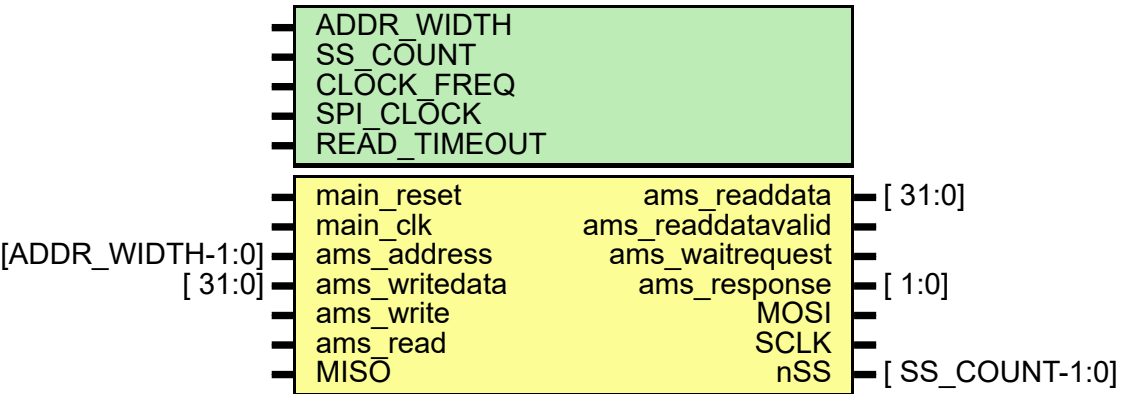 ADDR_WIDTH
SS_COUNT
CLOCK_FREQ
SPI_CLOCK
READ_TIMEOUT
main_reset ams_readdata [ 31:0]
main_clk ams_readdatavalid
[ADDR_WIDTH-1:0] ams_address ams_waitrequest
[ 31:0] ams_writedata ams_response [ 1:0]
ams_write MOSI
ams_read SCLK
MISO nSS [ SS_COUNT-1:0]